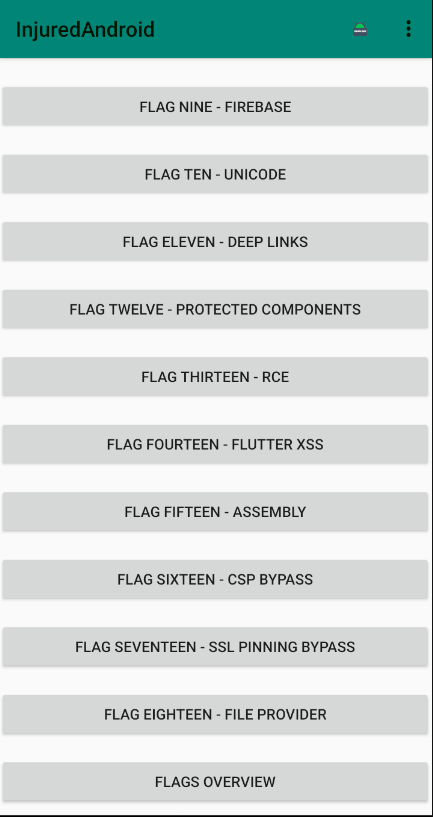 InjuredAndroid
FLAG NINE - FIREBASE
FLAG TEN - UNICODE
FLAG ELEVEN - DEEP LINKS
FLAG TWELVE - PROTECTED COMPONENTS
FLAG THIRTEEN - RCE
FLAG FOURTEEN - FLUTTER XSS
FLAG FIFTEEN - ASSEMBLY
FLAG SIXTEEN - CSP BYPASS
FLAG SEVENTEEN - SSL PINNING BYPASS
FLAG EIGHTEEN - FILE PROVIDER
FLAGS OVERVIEW